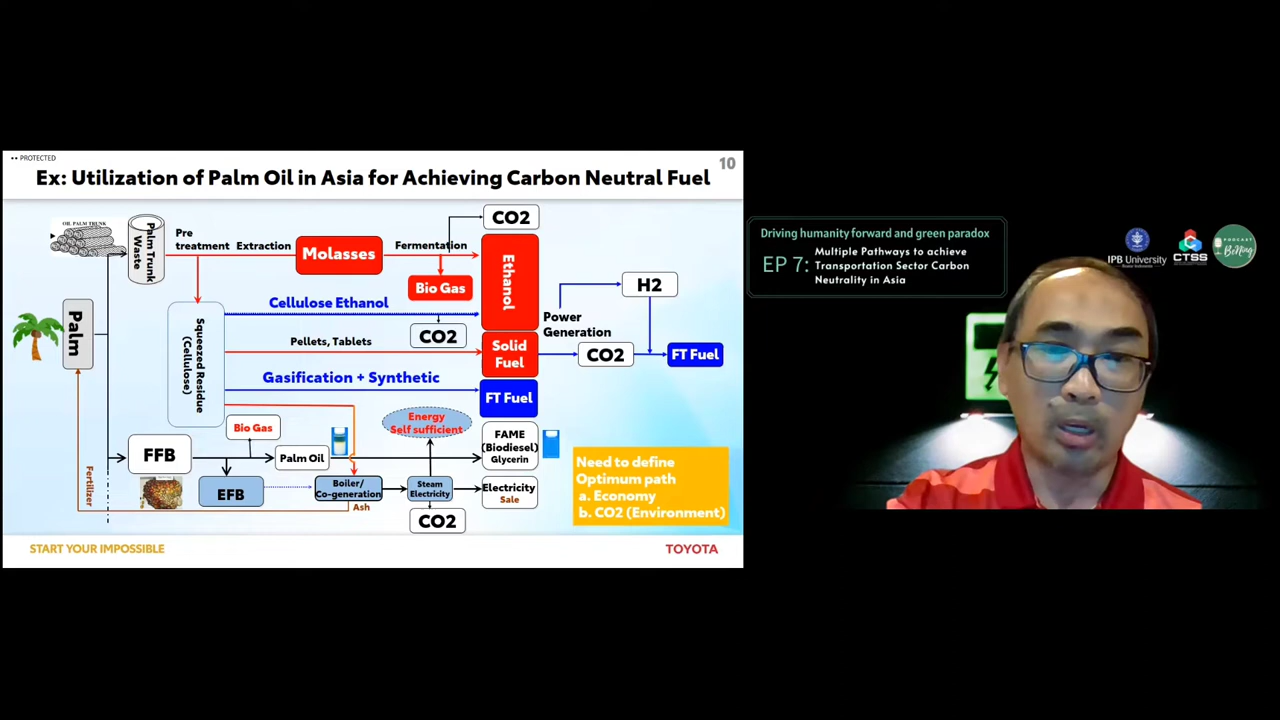 •• PROTECTED
10
Ex: Utilization of Palm Oil in Asia for Achieving Carbon Neutral Fuel
OIL PALM TRUNK
Palm Trunk
Waste
Pre
treatment
Extraction
Molasses
Fermentation
CO2
Bio Gas
Ethanol
Cellulose Ethanol
CO2
H2
Power
Generation
Palm
Squeezed Residue
(Cellulose)
Pellets, Tablets
Solid
Fuel
CO2
FT Fuel
Gasification + Synthetic
FT Fuel
Bio Gas
Energy
Self sufficient
FFB
Palm Oil
FAME
(Biodiesel)
Glycerin
Fertilizer
EFB
Boiler/
Co-generation
Steam
Electricity
Electricity
Sale
Ash
CO2
Need to define
Optimum path
a. Economy
b. CO2 (Environment)
START YOUR IMPOSSIBLE
TOYOTA
Driving humanity forward and green paradox
EP 7:
Multiple Pathways to achieve
Transportation Sector Carbon
Neutrality in Asia
IPB University
CTSS
PODCAST
BeNing